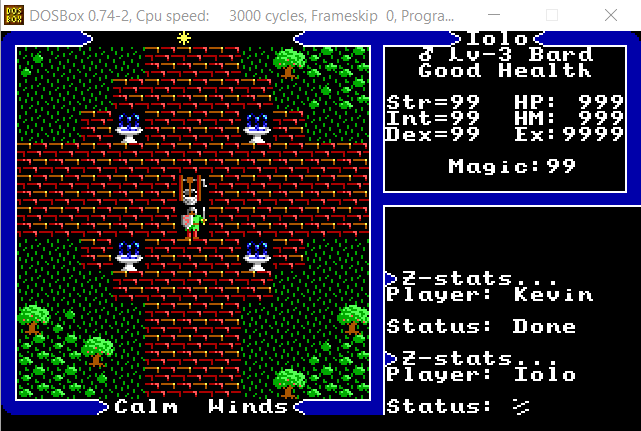 DOS
BOX
DOSBox 0.74-2, Cpu speed: 3000 cycles, Frameskip 0, Progra...
Iolo
♂ Lv-3 Bard
Good Health
Str=99 HP: 999
Int=99 HM: 999
Dex=99 Ex:9999
Magic:99
Z-stats...
Player: Kevin
Status: Done
Z-stats...
Player: Iolo
Status:
Calm Winds